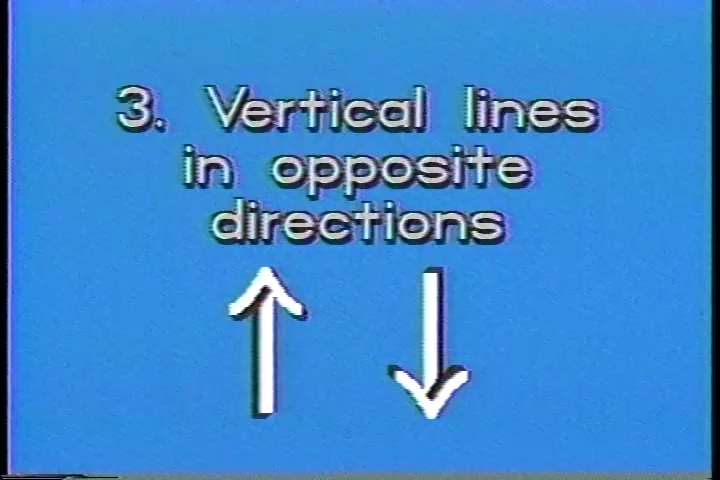 3. Vertical lines
in opposite
directions